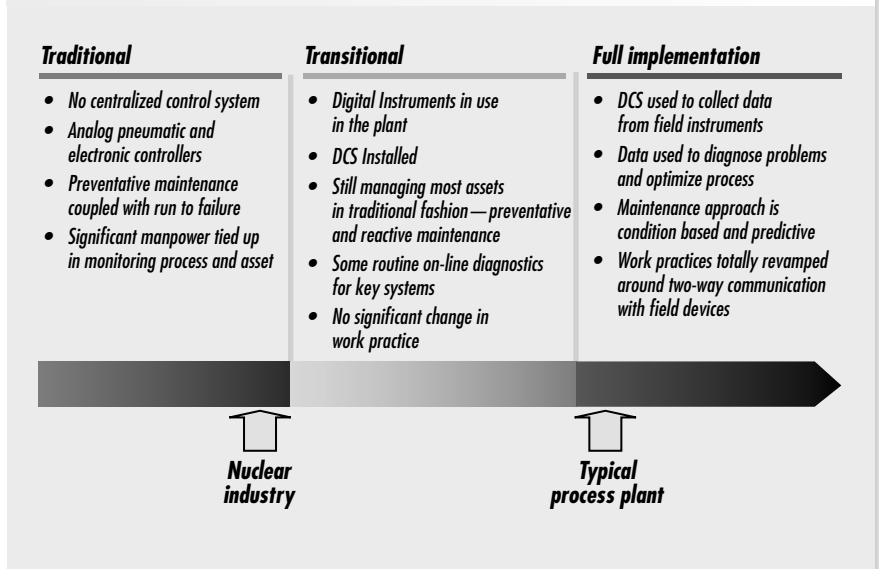 Traditional
• No centralized control system
• Analog pneumatic and
electronic controllers
• Preventative maintenance
coupled with run to failure
• Significant manpower tied up
in monitoring process and asset
Transitional
• Digital Instruments in use
in the plant
• DCS Installed
• Still managing most assets
in traditional fashion—preventative
and reactive maintenance
• Some routine on-line diagnostics
for key systems
• No significant change in
work practice
Full implementation
• DCS used to collect data
from field instruments
• Data used to diagnose problems
and optimize process
• Maintenance approach is
condition based and predictive
• Work practices totally revamped
around two-way communication
with field devices
Nuclear
industry
Typical
process plant